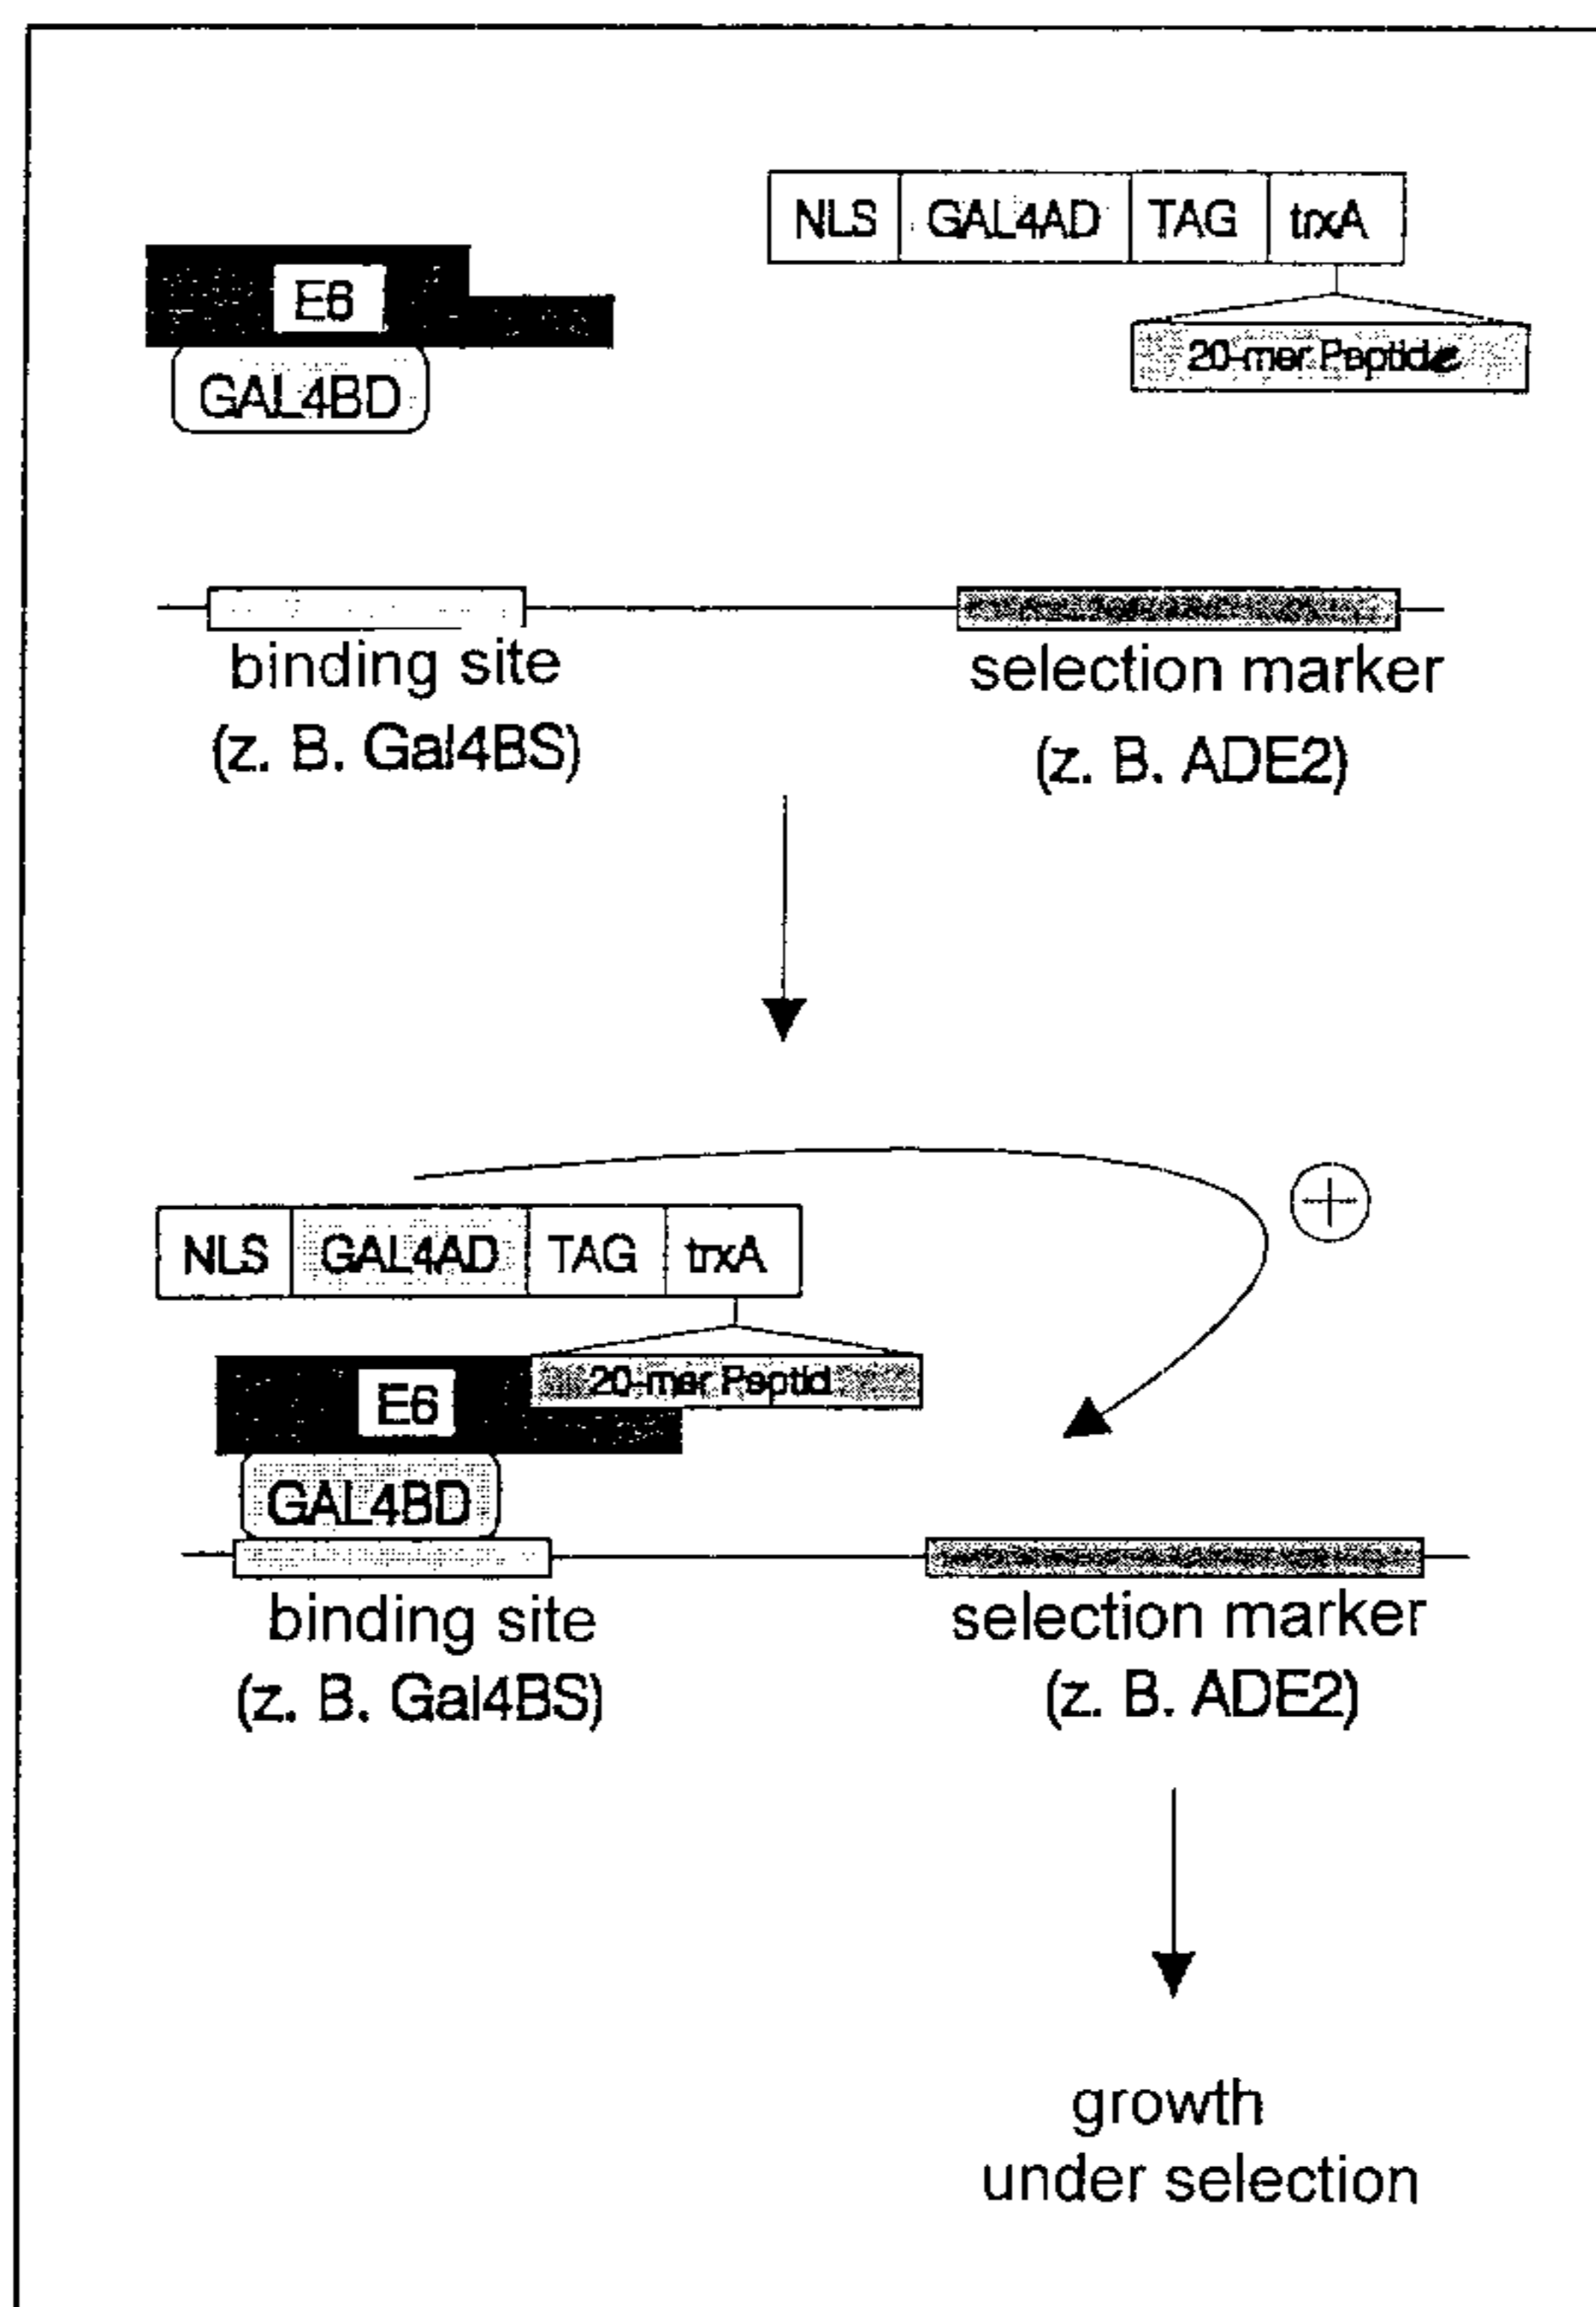 NLS GAL4AD TAG trxA
E6
20-mer Peptide
GAL4BD
binding site
(z. B. Gal4BS)
selection marker
(z. B. ADE2)
+
NLS GAL4AD TAG trxA
20-mer Peptid
E6
GAL4BD
binding site
(z. B. Gal4BS)
selection marker
(z. B. ADE2)
growth
under selection